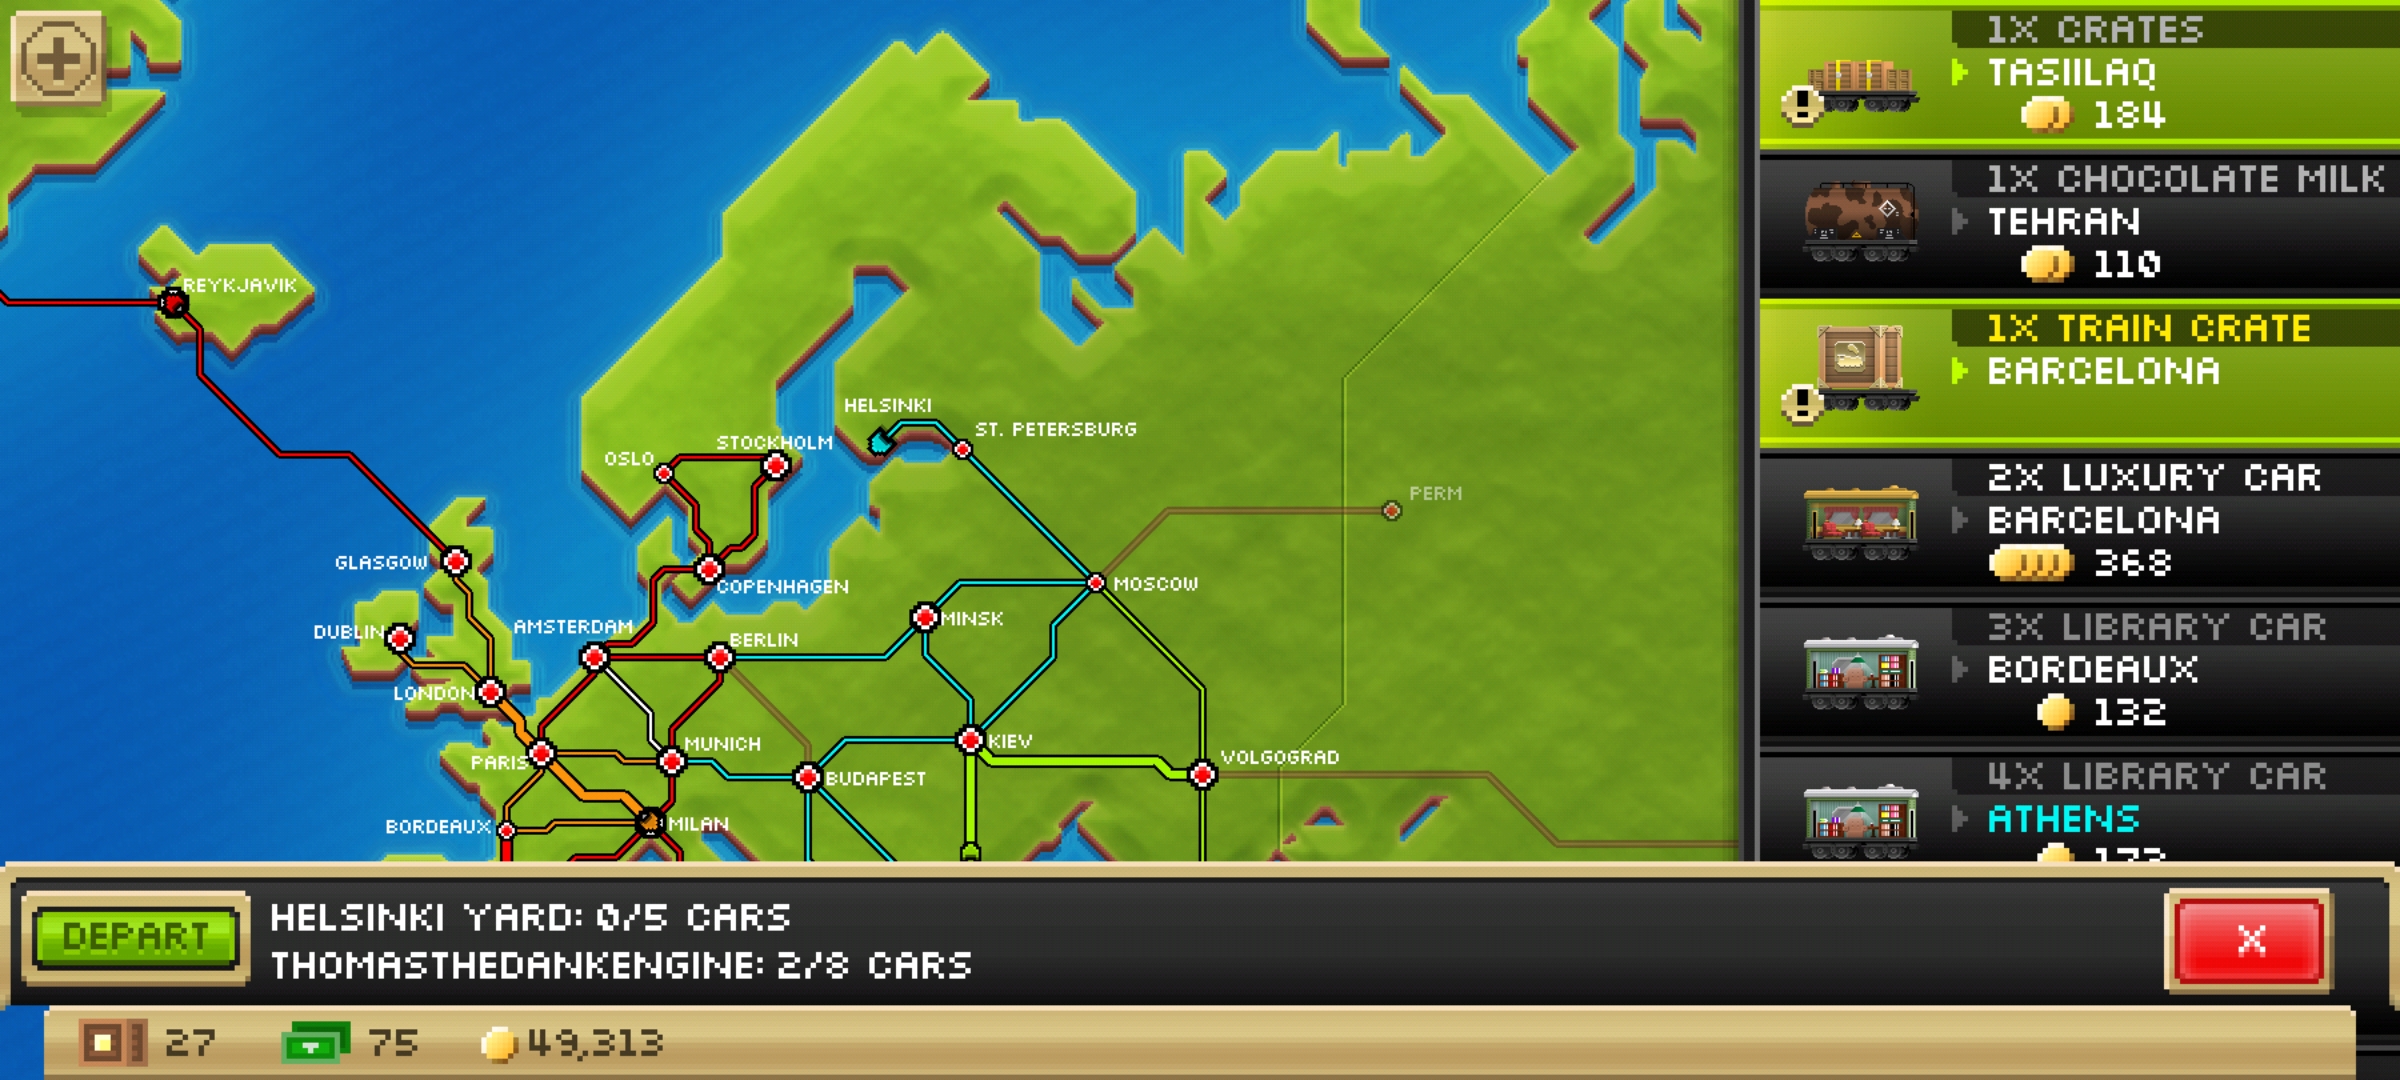 REYKJAVIK
HELSINKI
ST. PETERSBURG
STOCKHOLM
OSLO
PERM
GLASGOW
COPENHAGEN
MOSCOW
MINSK
DUBLIN
AMSTERDAM
BERLIN
LONDON
MUNICH
KIEV
PARIS
VOLGOGRAD
BUDAPEST
BORDEAUX
MILAN
1X CRATES
TASIILAQ
184
1X CHOCOLATE MILK
TEHRAN
110
1X TRAIN CRATE
BARCELONA
2X LUXURY CAR
BARCELONA
368
3X LIBRARY CAR
BORDEAUX
132
4X LIBRARY CAR
ATHENS
DEPART
HELSINKI YARD: 0/5 CARS
THOMASTHEDANKENGINE: 2/8 CARS
X
27
75
49,313